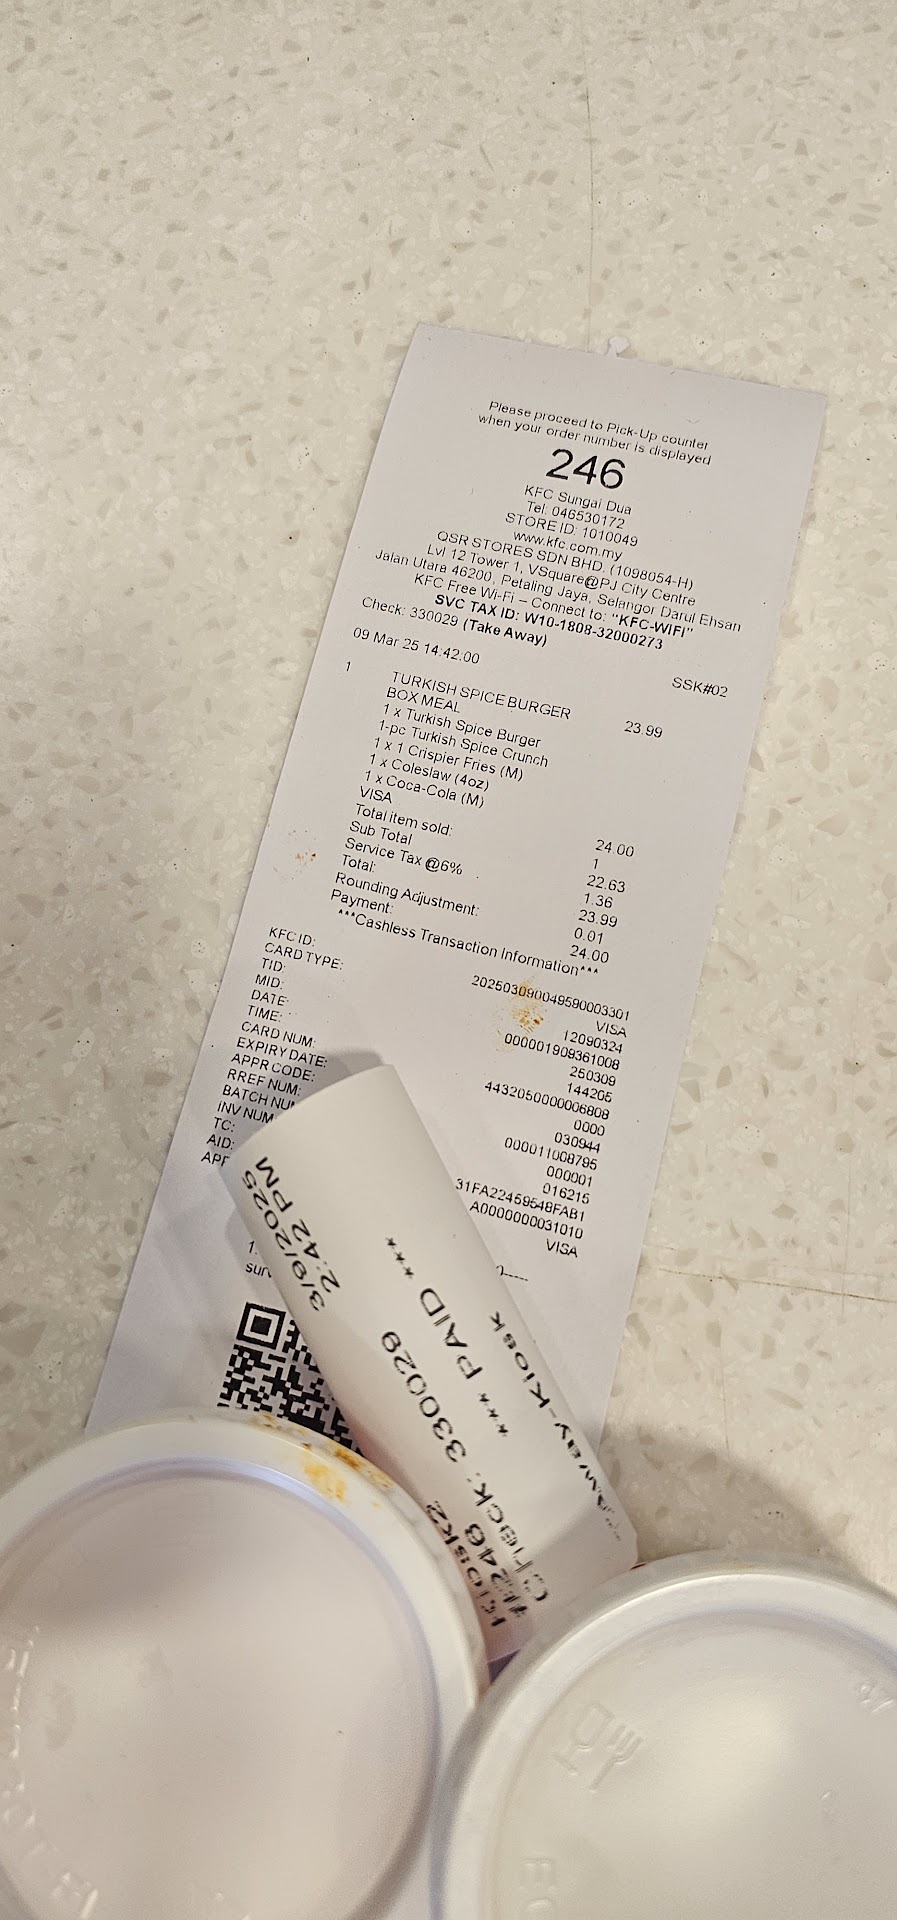 Please proceed to Pick-Up counter
when your order number is displayed
246
KFC Sungai Dua
Tel: 046530172
STORE ID: 1010049
www.kfc.com.my
QSR STORES SDN BHD. (1098054-H)
Lvl 12 Tower 1, VSquare@PJ City Centre
Jalan Utara 46200, Petaling Jaya, Selangor Darul Ehsan
KFC Free Wi-Fi – Connect to: "KFC-WIFI"
SVC TAX ID: W10-1808-32000273
Check: 330029 (Take Away)
09 Mar 25 14:42:00 SSK#02
1 TURKISH SPICE BURGER 23.99
BOX MEAL
1 x Turkish Spice Burger
1-pc Turkish Spice Crunch
1 x 1 Crispier Fries (M)
1 x Coleslaw (4oz)
1 x Coca-Cola (M)
VISA 24.00
Total item sold: 1
Sub Total 22.63
Service Tax @6% 1.36
Total: 23.99
Rounding Adjustment: 0.01
Payment: 24.00
***Cashless Transaction Information***
KFC ID: 202503090049590003301
CARD TYPE: VISA
TID: 12090324
MID: 000001909361008
DATE: 250309
TIME: 144205
CARD NUM: 4432050000006808
EXPIRY DATE: 0000
APPR CODE: 030944
RREF NUM: 000011008795
BATCH NUM 000001
INV NUM 016215
TC: 31FA22459548FAB1
AID: A0000000031010
VISA
3/9/2025
2:42 PM
*** PAID ***
Check: 330029
#246
Kiosk2